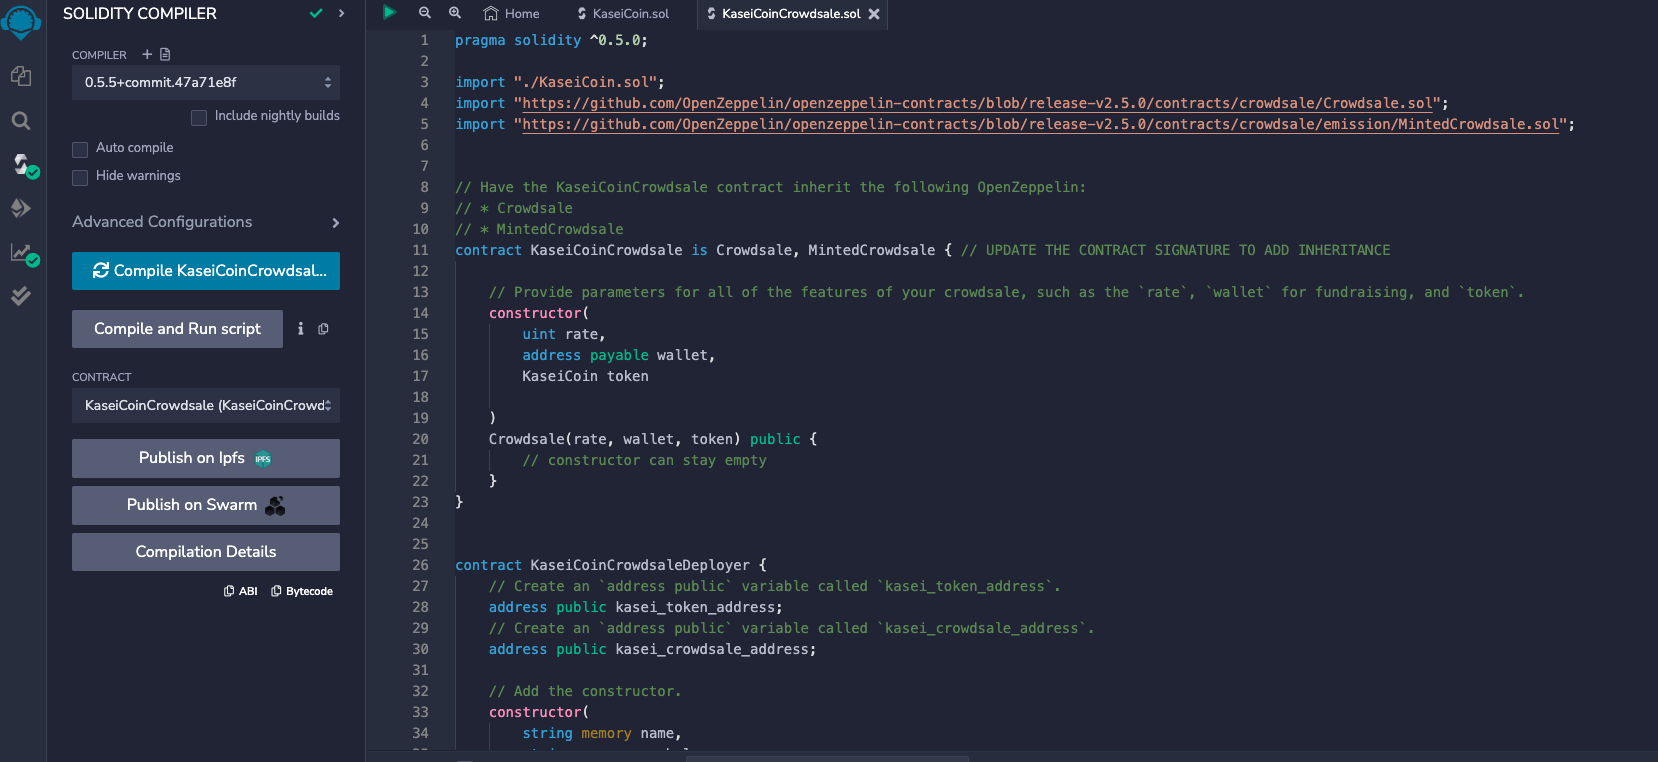 SOLIDITY COMPILER
COMPILER
0.5.5+commit.47a71e8f
Include nightly builds
Auto compile
Hide warnings
Advanced Configurations
Compile KaseiCoinCrowdsal...
Compile and Run script
CONTRACT
KaseiCoinCrowdsale (KaseiCoinCrowd
Publish on Ipfs IPFS
Publish on Swarm
Compilation Details
ABI Bytecode
Home KaseiCoin.sol KaseiCoinCrowdsale.sol
1 pragma solidity ^0.5.0;
2
3 import "./KaseiCoin.sol";
4 import "https://github.com/OpenZeppelin/openzeppelin-contracts/blob/release-v2.5.0/contracts/crowdsale/Crowdsale.sol";
5 import "https://github.com/OpenZeppelin/openzeppelin-contracts/blob/release-v2.5.0/contracts/crowdsale/emission/MintedCrowdsale.sol";
6
7
8 // Have the KaseiCoinCrowdsale contract inherit the following OpenZeppelin:
9 // * Crowdsale
10 // * MintedCrowdsale
11 contract KaseiCoinCrowdsale is Crowdsale, MintedCrowdsale { // UPDATE THE CONTRACT SIGNATURE TO ADD INHERITANCE
12
13 // Provide parameters for all of the features of your crowdsale, such as the `rate`, `wallet` for fundraising, and `token`.
14 constructor(
15 uint rate,
16 address payable wallet,
17 KaseiCoin token
18
19 )
20 Crowdsale(rate, wallet, token) public {
21 // constructor can stay empty
22 }
23 }
24
25
26 contract KaseiCoinCrowdsaleDeployer {
27 // Create an `address public` variable called `kasei_token_address`.
28 address public kasei_token_address;
29 // Create an `address public` variable called `kasei_crowdsale_address`.
30 address public kasei_crowdsale_address;
31
32 // Add the constructor.
33 constructor(
34 string memory name,